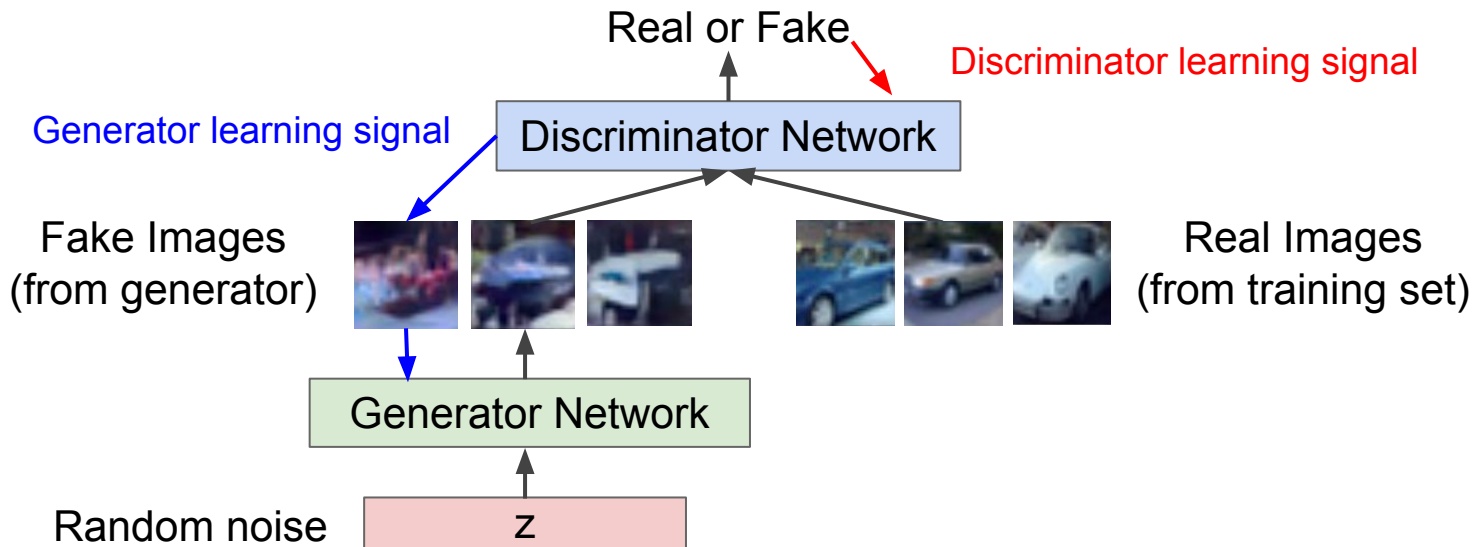 Real or Fake
Discriminator learning signal
Generator learning signal
Discriminator Network
Fake Images
(from generator)
Real Images
(from training set)
Generator Network
Random noise
z